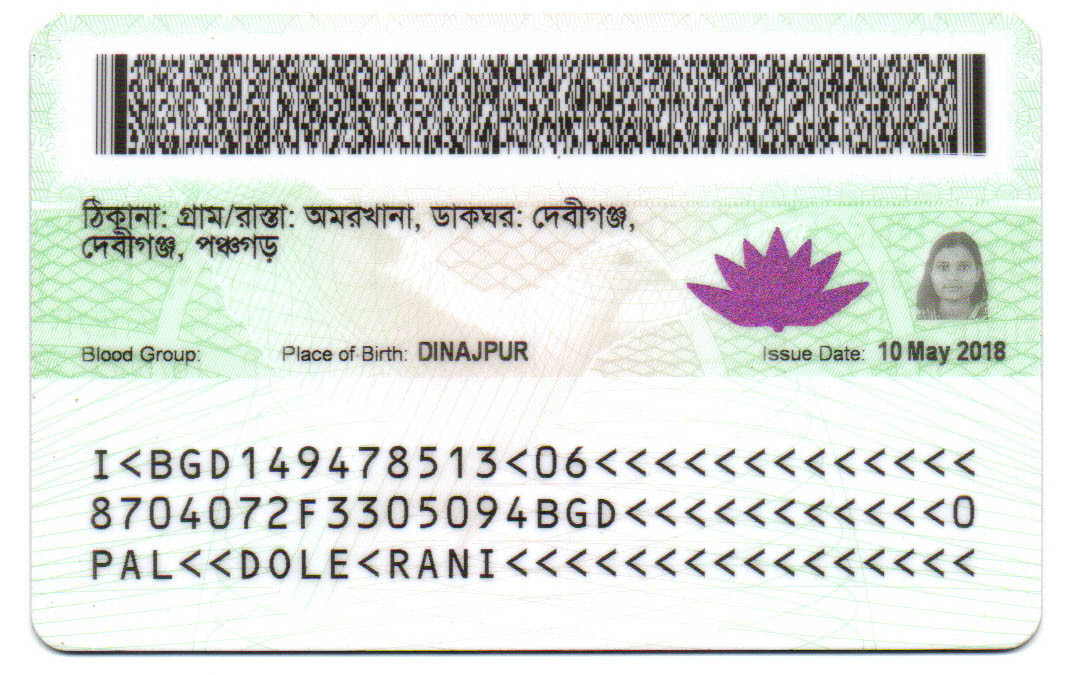 ঠিকানা: গ্রাম/রাস্তা: অমরখানা, ডাকঘর: দেবীগঞ্জ,
দেবীগঞ্জ, পঞ্চগড়
Blood Group: Place of Birth: DINAJPUR Issue Date: 10 May 2018
I<BGD149478513<06<<<<<<<<<<<<<
8704072F3305094BGD<<<<<<<<<<<0
PAL<<DOLE<RANI<<<<<<<<<<<<<<<<